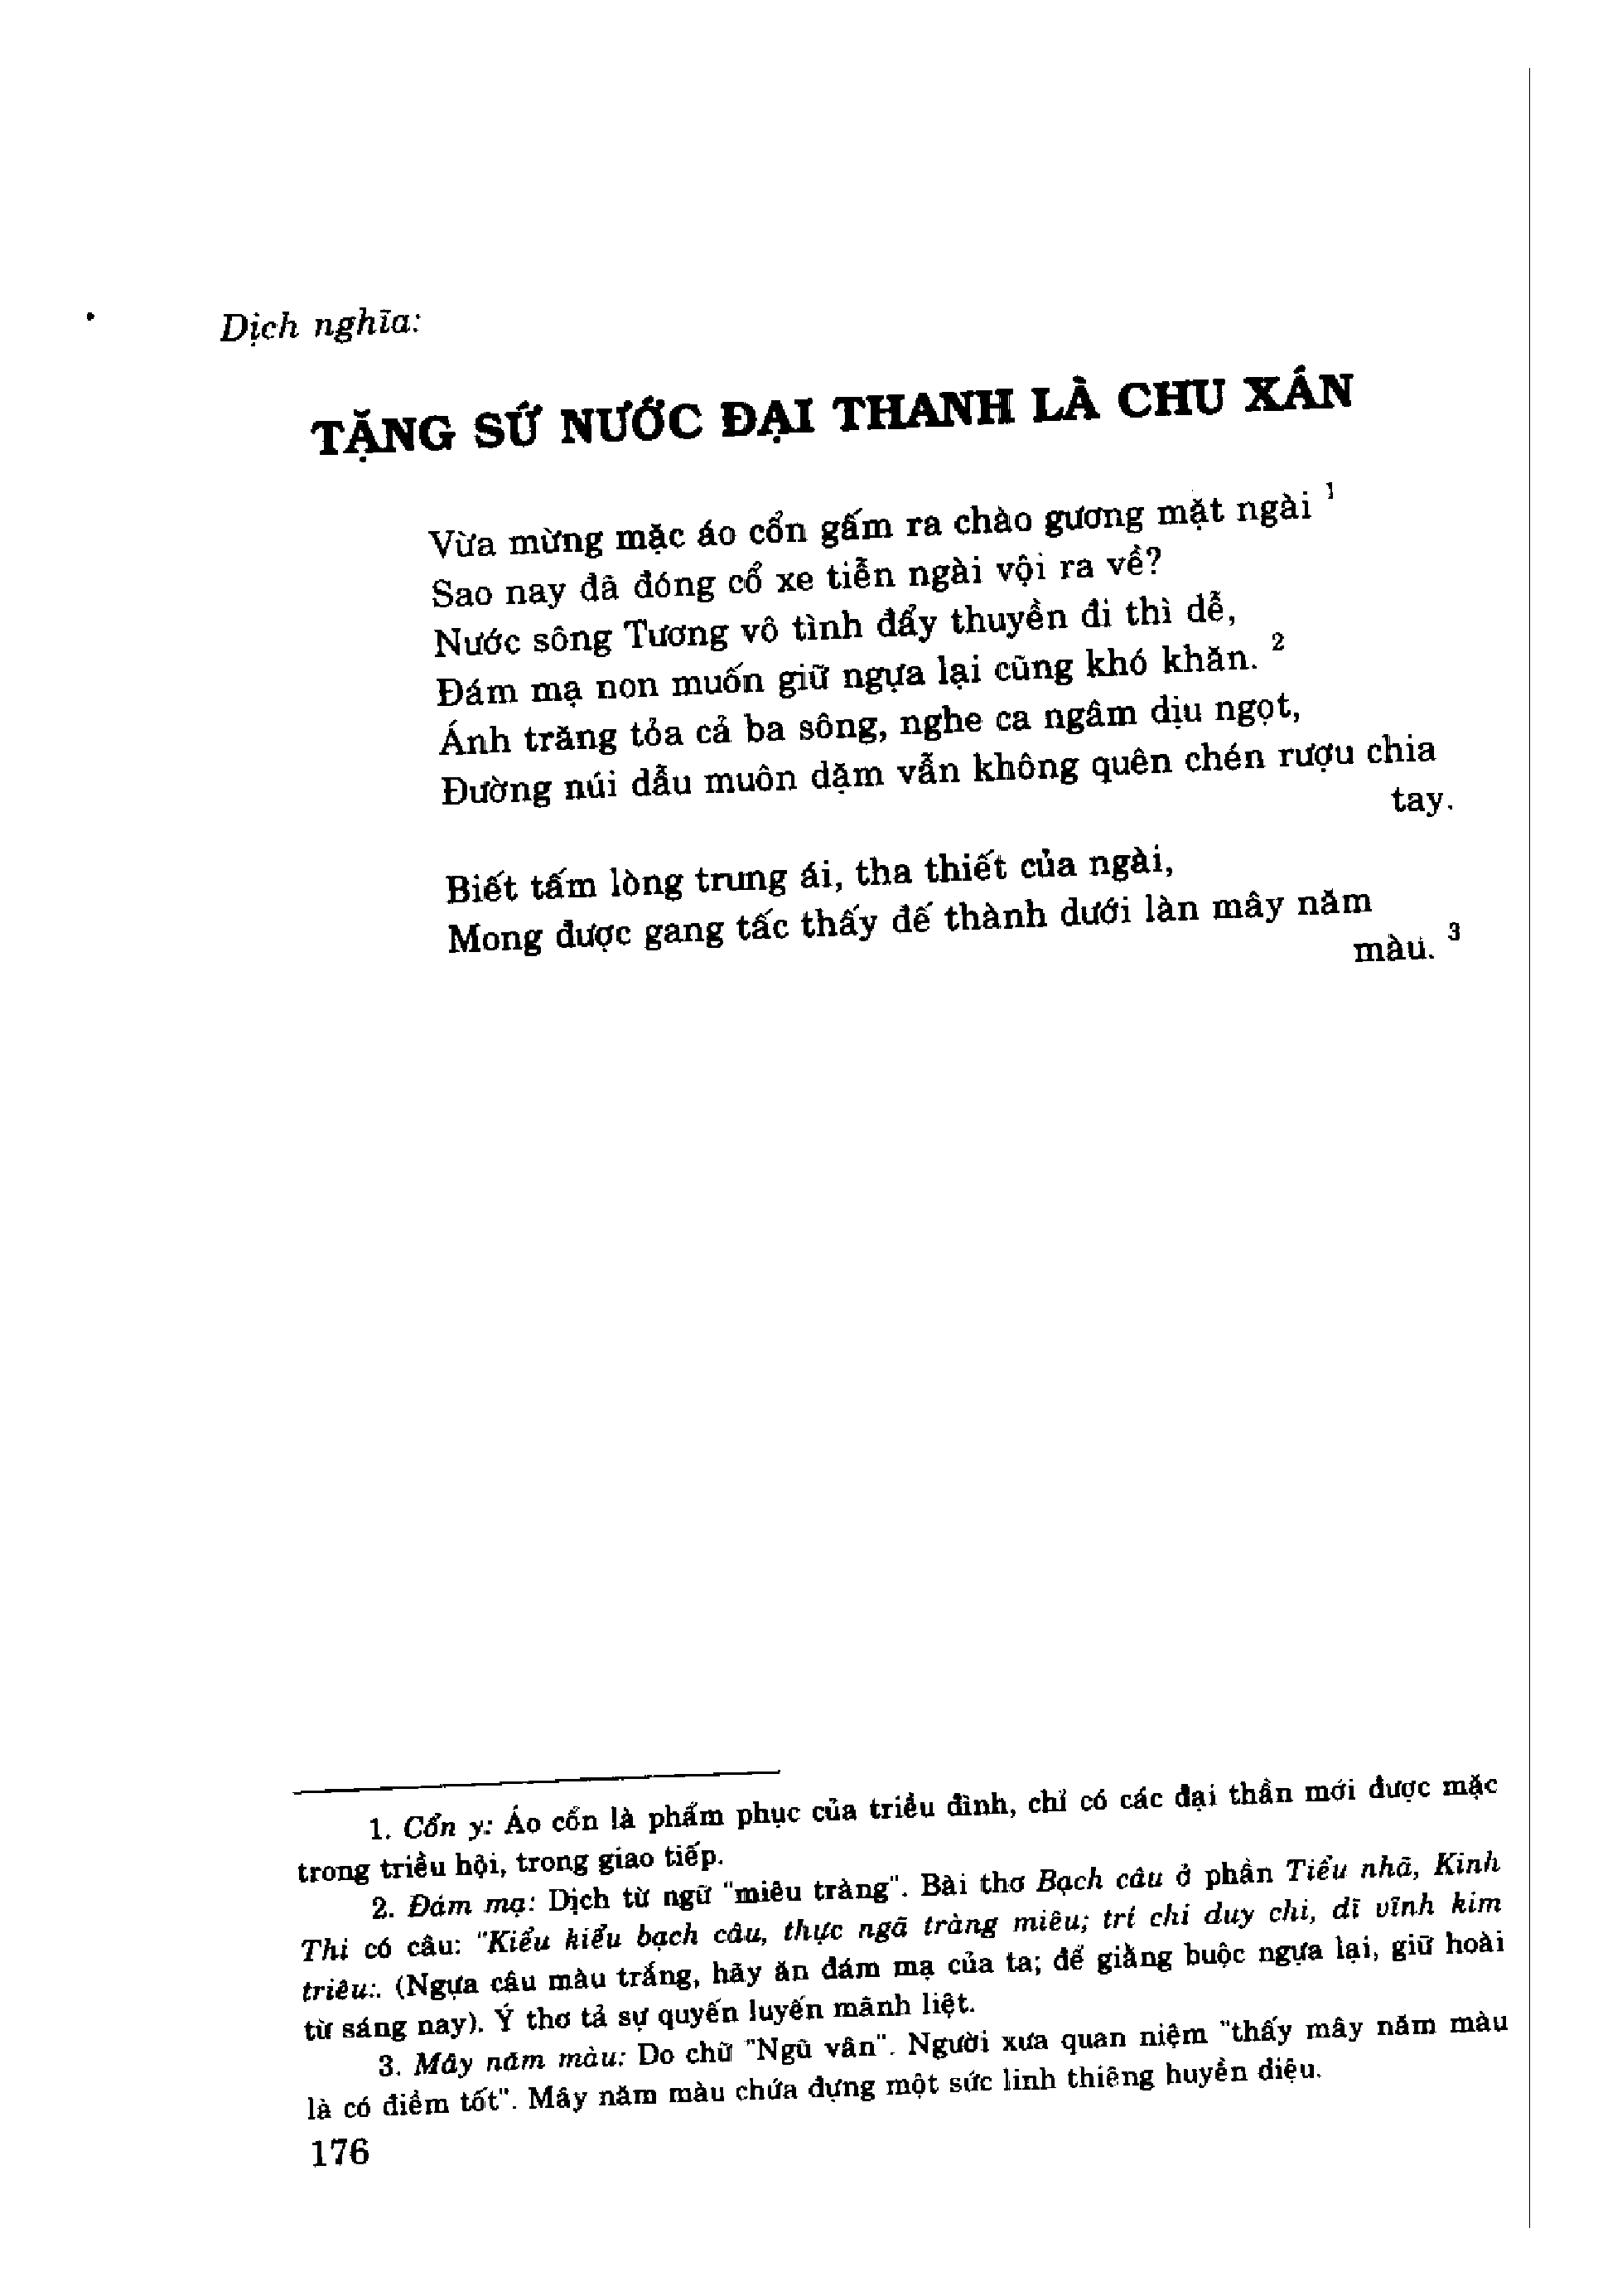 Dịch nghĩa:
TẶNG SỨ NƯỚC ĐẠI THANH LÀ CHU XÁN
Vừa mừng mặc áo cổn gấm ra chào gương mặt ngài ¹
Sao nay đã đóng cổ xe tiễn ngài vội ra về?
Nước sông Tương vô tình đẩy thuyền đi thì dễ,
Đám mạ non muốn giữ ngựa lại cũng khó khăn. ²
Ánh trăng tỏa cả ba sông, nghe ca ngâm dịu ngọt,
Đường núi dẫu muôn dặm vẫn không quên chén rượu chia
tay.
Biết tấm lòng trung ái, tha thiết của ngài,
Mong được gang tấc thấy đế thành dưới làn mây năm
màu. ³
1. Cổn y: Áo cổn là phẩm phục của triều đình, chỉ có các đại thần mới được mặc
trong triều hội, trong giao tiếp.
2. Đám mạ: Dịch từ ngữ "miêu tràng". Bài thơ Bạch câu ở phần Tiểu nhã, Kinh
Thi có câu: "Kiểu kiểu bạch câu, thực ngã tràng miêu; trí chi duy chi, dĩ vĩnh kim
triêu:. (Ngựa câu màu trắng, hãy ăn đám mạ của ta; để giằng buộc ngựa lại, giữ hoài
từ sáng nay). Ý thơ tả sự quyến luyến mãnh liệt.
3. Mây năm màu: Do chữ "Ngũ vân". Người xưa quan niệm "thấy mây năm màu
là có điềm tốt". Mây năm màu chứa đựng một sức linh thiêng huyền diệu.
176